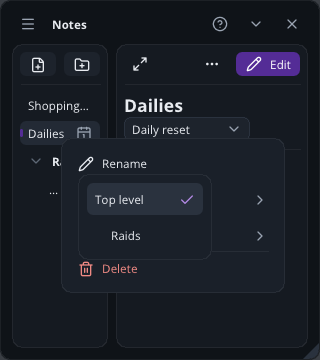 Notes
Edit
Shopping...
Dailies
Dailies
Daily reset
...
Rename
Top level
Raids
Delete